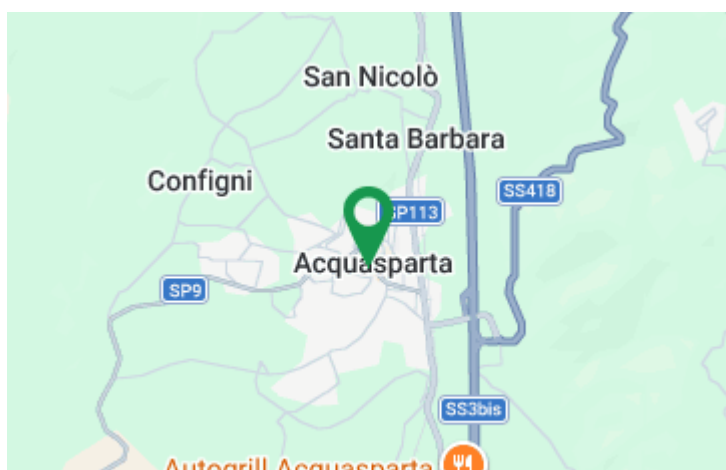 San Nicolò
Santa Barbara
Configni
SS418
SP113
Acquasparta
SP9
SS3bis
Autogrill Acquasparta